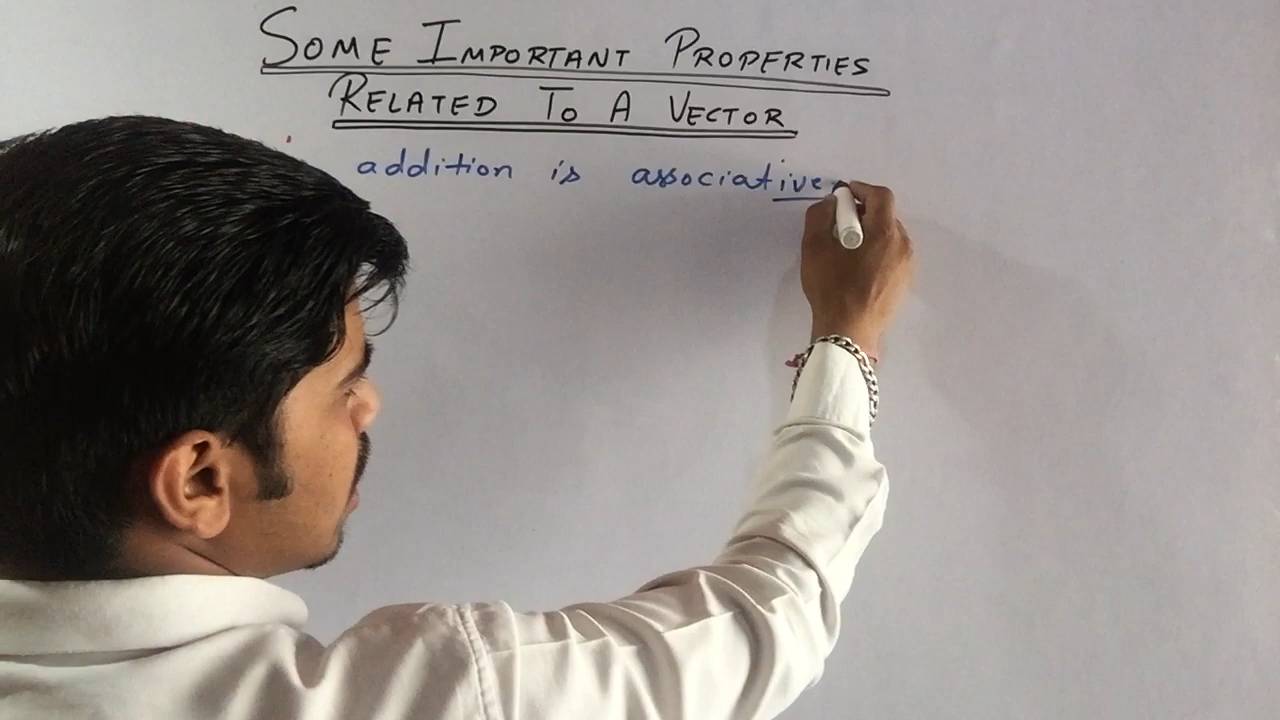 SOME IMPORTANT PROPERTIES
RELATED TO A VECTOR
addition is associative